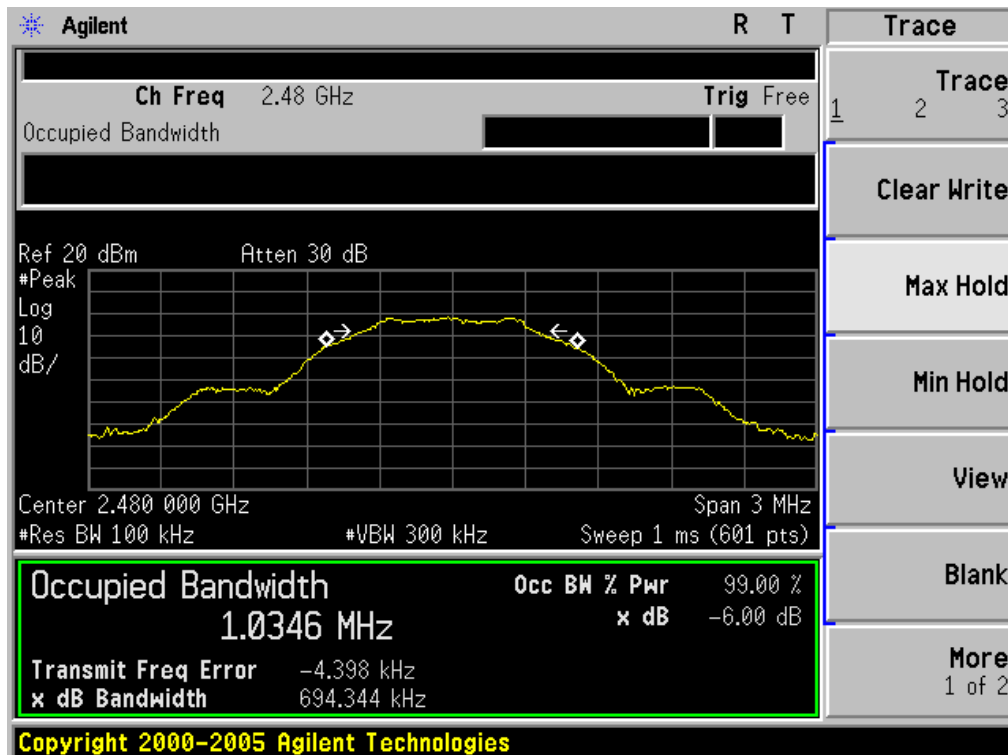 Agilent R T
Trace
Ch Freq 2.48 GHz Trig Free
Occupied Bandwidth
Trace
1 2 3
Clear Write
Max Hold
Min Hold
View
Blank
More
1 of 2
Ref 20 dBm Atten 30 dB
#Peak
Log
10
dB/
Center 2.480 000 GHz Span 3 MHz
#Res BW 100 kHz #VBW 300 kHz Sweep 1 ms (601 pts)
Occupied Bandwidth Occ BW % Pwr 99.00 %
1.0346 MHz x dB -6.00 dB
Transmit Freq Error -4.398 kHz
x dB Bandwidth 694.344 kHz
Copyright 2000-2005 Agilent Technologies